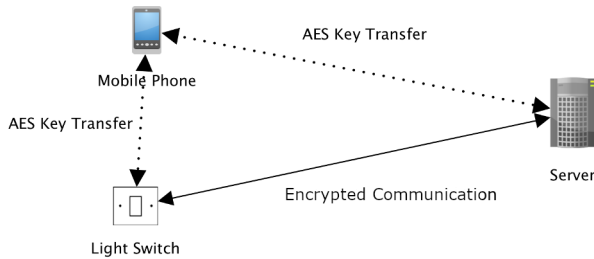 AES Key Transfer
Mobile Phone
AES Key Transfer
Server
Encrypted Communication
Light Switch